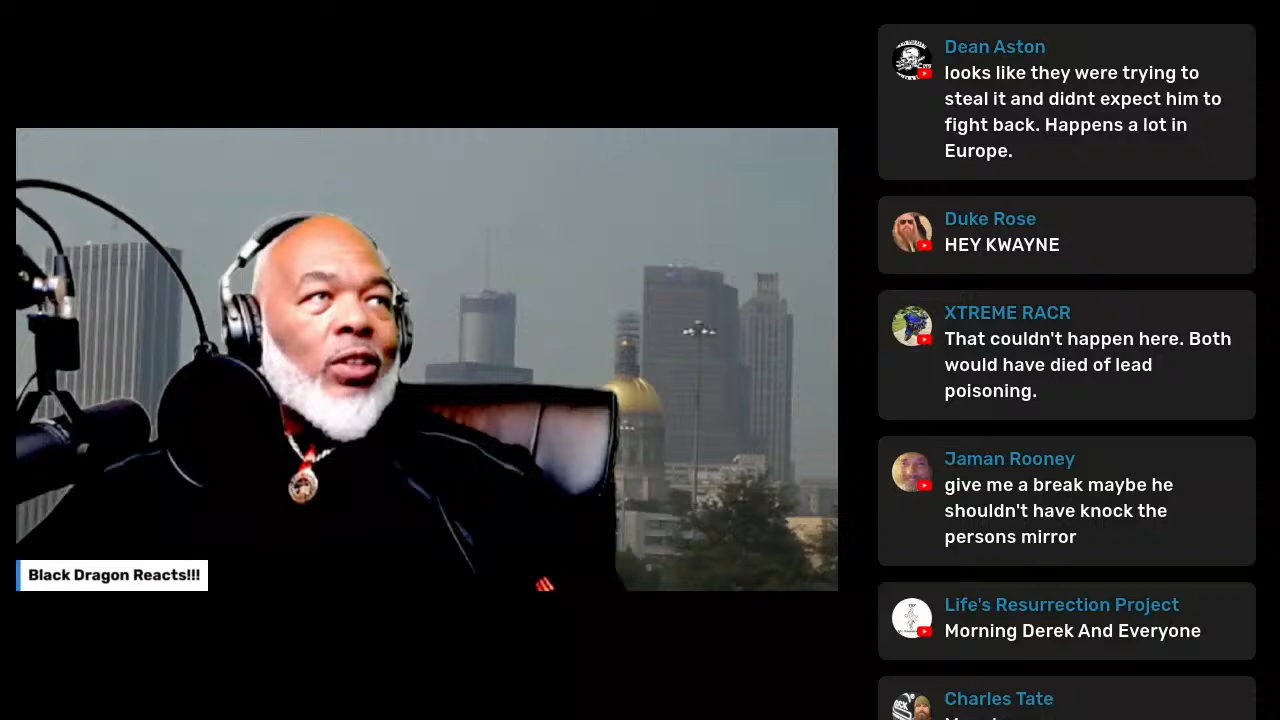 Dean Aston
looks like they were trying to
steal it and didnt expect him to
fight back. Happens a lot in
Europe.
Duke Rose
HEY KWAYNE
XTREME RACR
That couldn't happen here. Both
would have died of lead
poisoning.
Jaman Rooney
give me a break maybe he
shouldn't have knock the
persons mirror
Life's Resurrection Project
Morning Derek And Everyone
Charles Tate
Black Dragon Reacts!!!